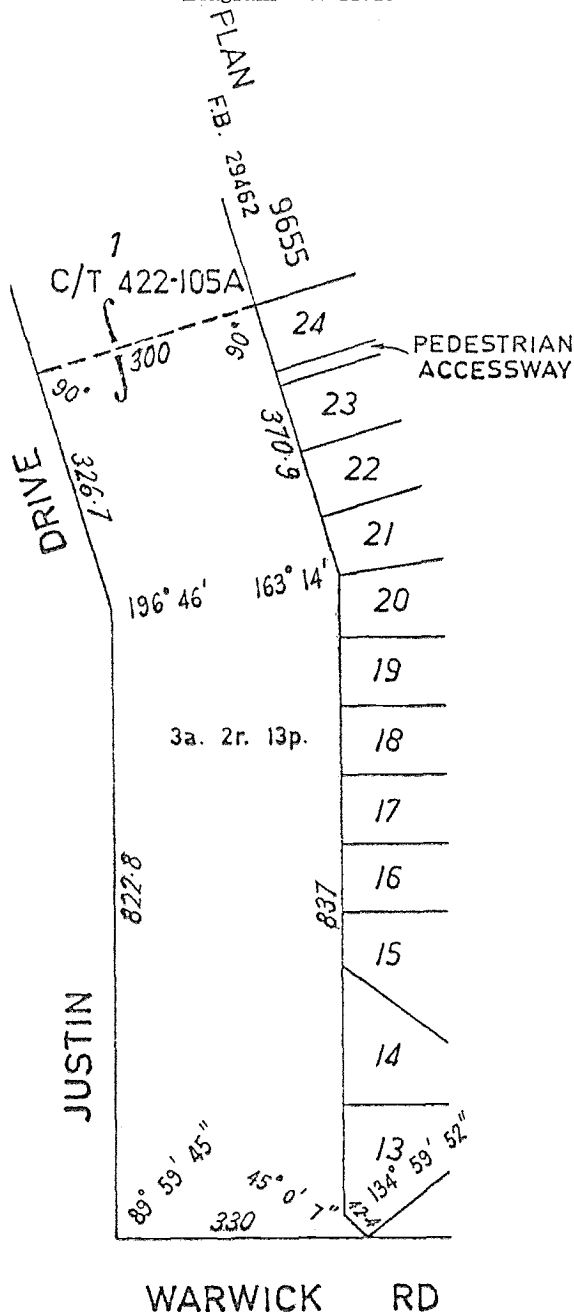 PLAN
F.B. 29462
9655
1
C/T 422·105A
300
90°
90°
24
PEDESTRIAN
ACCESSWAY
23
370·9
22
DRIVE
326·7
21
196° 46'
163° 14'
20
19
3a. 2r. 13p.
18
17
822·8
837
16
15
JUSTIN
14
13
89° 59' 45"
45° 0' 7"
42·4
134° 59' 52"
330
WARWICK RD